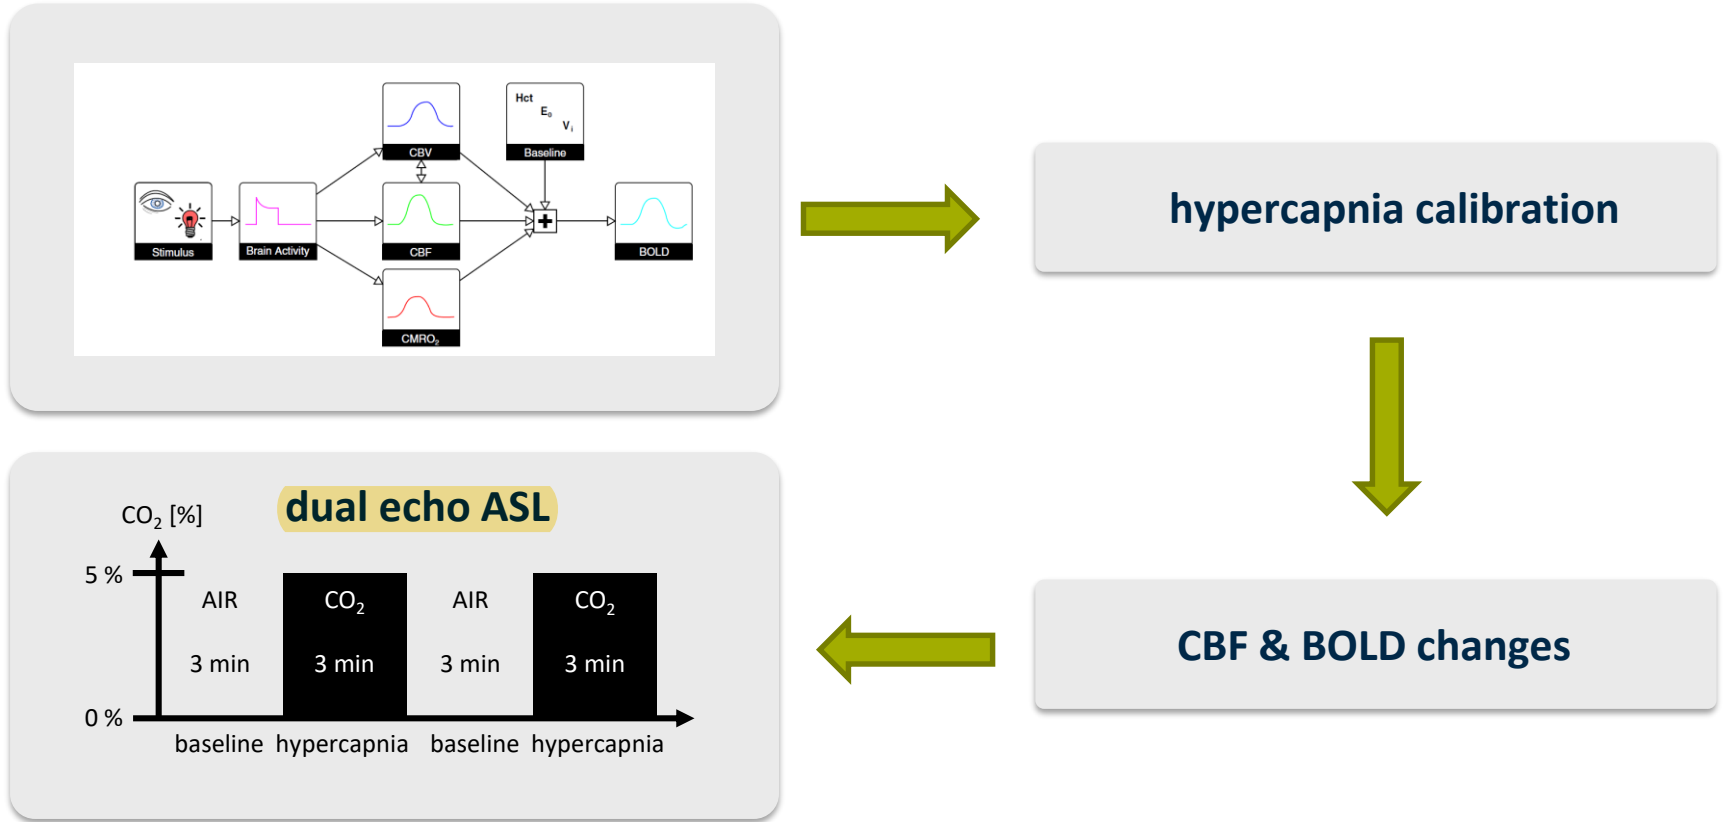 Hct
E₀
Vᵢ
CBV
Baseline
Stimulus
Brain Activity
CBF
+
BOLD
CMRO₂
hypercapnia calibration
dual echo ASL
CO₂ [%]
5 %
AIR CO₂ AIR CO₂
3 min 3 min 3 min 3 min
0 %
baseline hypercapnia baseline hypercapnia
CBF & BOLD changes